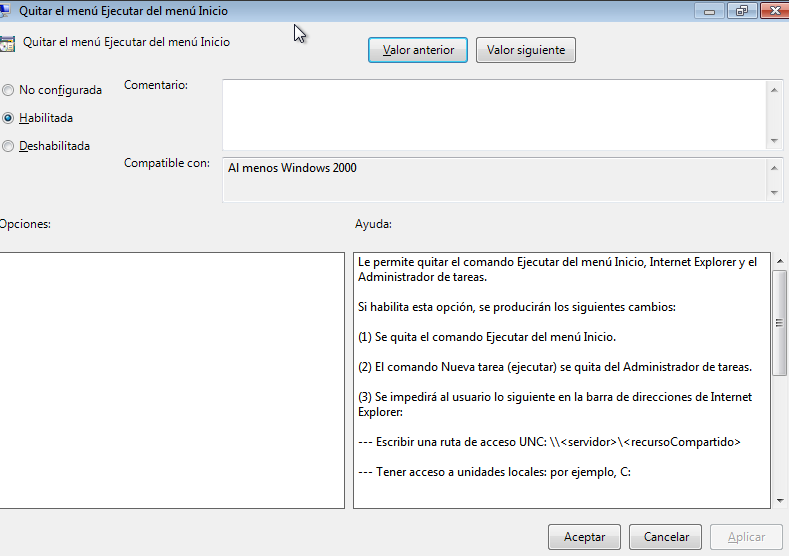 Quitar el menú Ejecutar del menú Inicio
Quitar el menú Ejecutar del menú Inicio
Valor anterior
Valor siguiente
No configurada
Habilitada
Deshabilitada
Comentario:
Compatible con:
Al menos Windows 2000
Opciones:
Ayuda:
Le permite quitar el comando Ejecutar del menú Inicio, Internet Explorer y el
Administrador de tareas.
Si habilita esta opción, se producirán los siguientes cambios:
(1) Se quita el comando Ejecutar del menú Inicio.
(2) El comando Nueva tarea (ejecutar) se quita del Administrador de tareas.
(3) Se impedirá al usuario lo siguiente en la barra de direcciones de Internet
Explorer:
--- Escribir una ruta de acceso UNC: \\<servidor>\<recursoCompartido>
--- Tener acceso a unidades locales: por ejemplo, C:
Aceptar
Cancelar
Aplicar